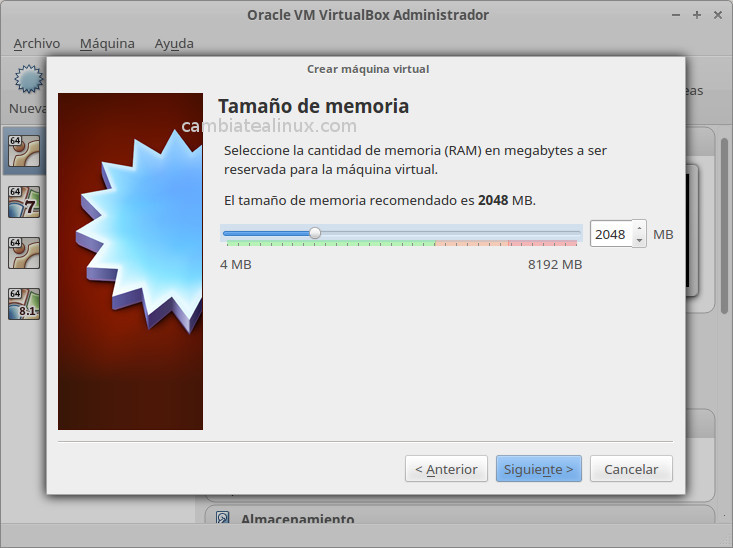 Oracle VM VirtualBox Administrador
Archivo Máquina Ayuda
Crear máquina virtual
Nueva
64
64
7
64
64
8.1
Tamaño de memoria
cambiatealinux.com
Seleccione la cantidad de memoria (RAM) en megabytes a ser
reservada para la máquina virtual.
El tamaño de memoria recomendado es 2048 MB.
2048 MB
4 MB 8192 MB
< Anterior Siguiente > Cancelar
Almacenamiento